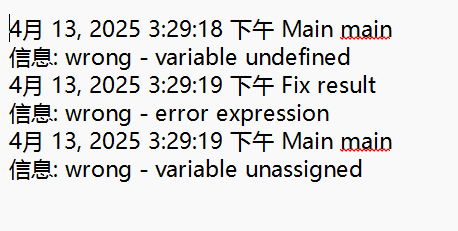 4月 13, 2025 3:29:18 下午 Main main
信息: wrong - variable undefined
4月 13, 2025 3:29:19 下午 Fix result
信息: wrong - error expression
4月 13, 2025 3:29:19 下午 Main main
信息: wrong - variable unassigned